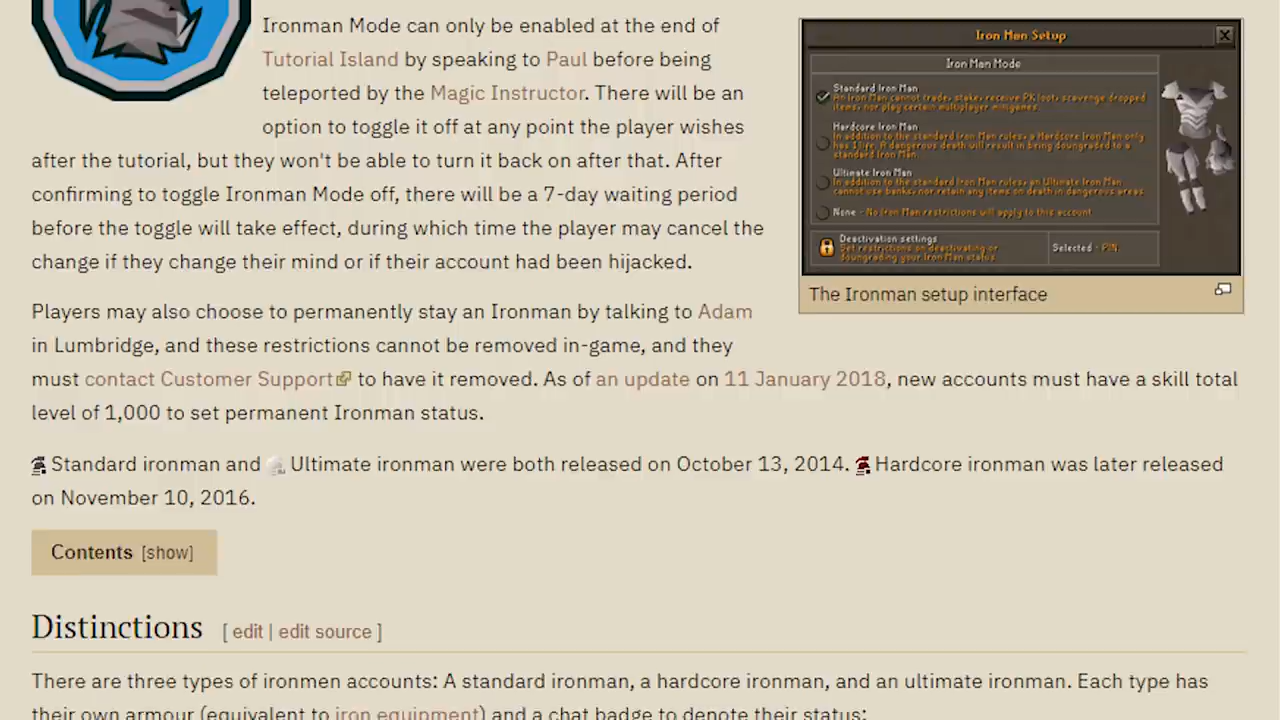 Ironman Mode can only be enabled at the end of
Tutorial Island by speaking to Paul before being
teleported by the Magic Instructor. There will be an
option to toggle it off at any point the player wishes
after the tutorial, but they won't be able to turn it back on after that. After
confirming to toggle Ironman Mode off, there will be a 7-day waiting period
before the toggle will take effect, during which time the player may cancel the
change if they change their mind or if their account had been hijacked.
Iron Men Setup
Iron Man Mode
Standard Iron Man
An Iron Man cannot trade, stake, receive PK loot, scavenge dropped
items, nor play certain multiplayer minigames.
Hardcore Iron Man
In addition to the standard Iron Man rules, a Hardcore Iron Man only
has 1 life. A dangerous death will result in being downgraded to a
standard Iron Man.
Ultimate Iron Man
In addition to the standard Iron Man rules, an Ultimate Iron Man
cannot use banks, nor retain any items on death in dangerous areas.
None - No Iron Man restrictions will apply to this account.
Deactivation settings
Set restrictions on deactivating or
downgrading your Iron Man status.
Selected - PIN
The Ironman setup interface
Players may also choose to permanently stay an Ironman by talking to Adam
in Lumbridge, and these restrictions cannot be removed in-game, and they
must contact Customer Support to have it removed. As of an update on 11 January 2018, new accounts must have a skill total
level of 1,000 to set permanent Ironman status.
Standard ironman and Ultimate ironman were both released on October 13, 2014. Hardcore ironman was later released
on November 10, 2016.
Contents [show]
Distinctions [ edit | edit source ]
There are three types of ironmen accounts: A standard ironman, a hardcore ironman, and an ultimate ironman. Each type has
their own armour (equivalent to iron equipment) and a chat badge to denote their status: